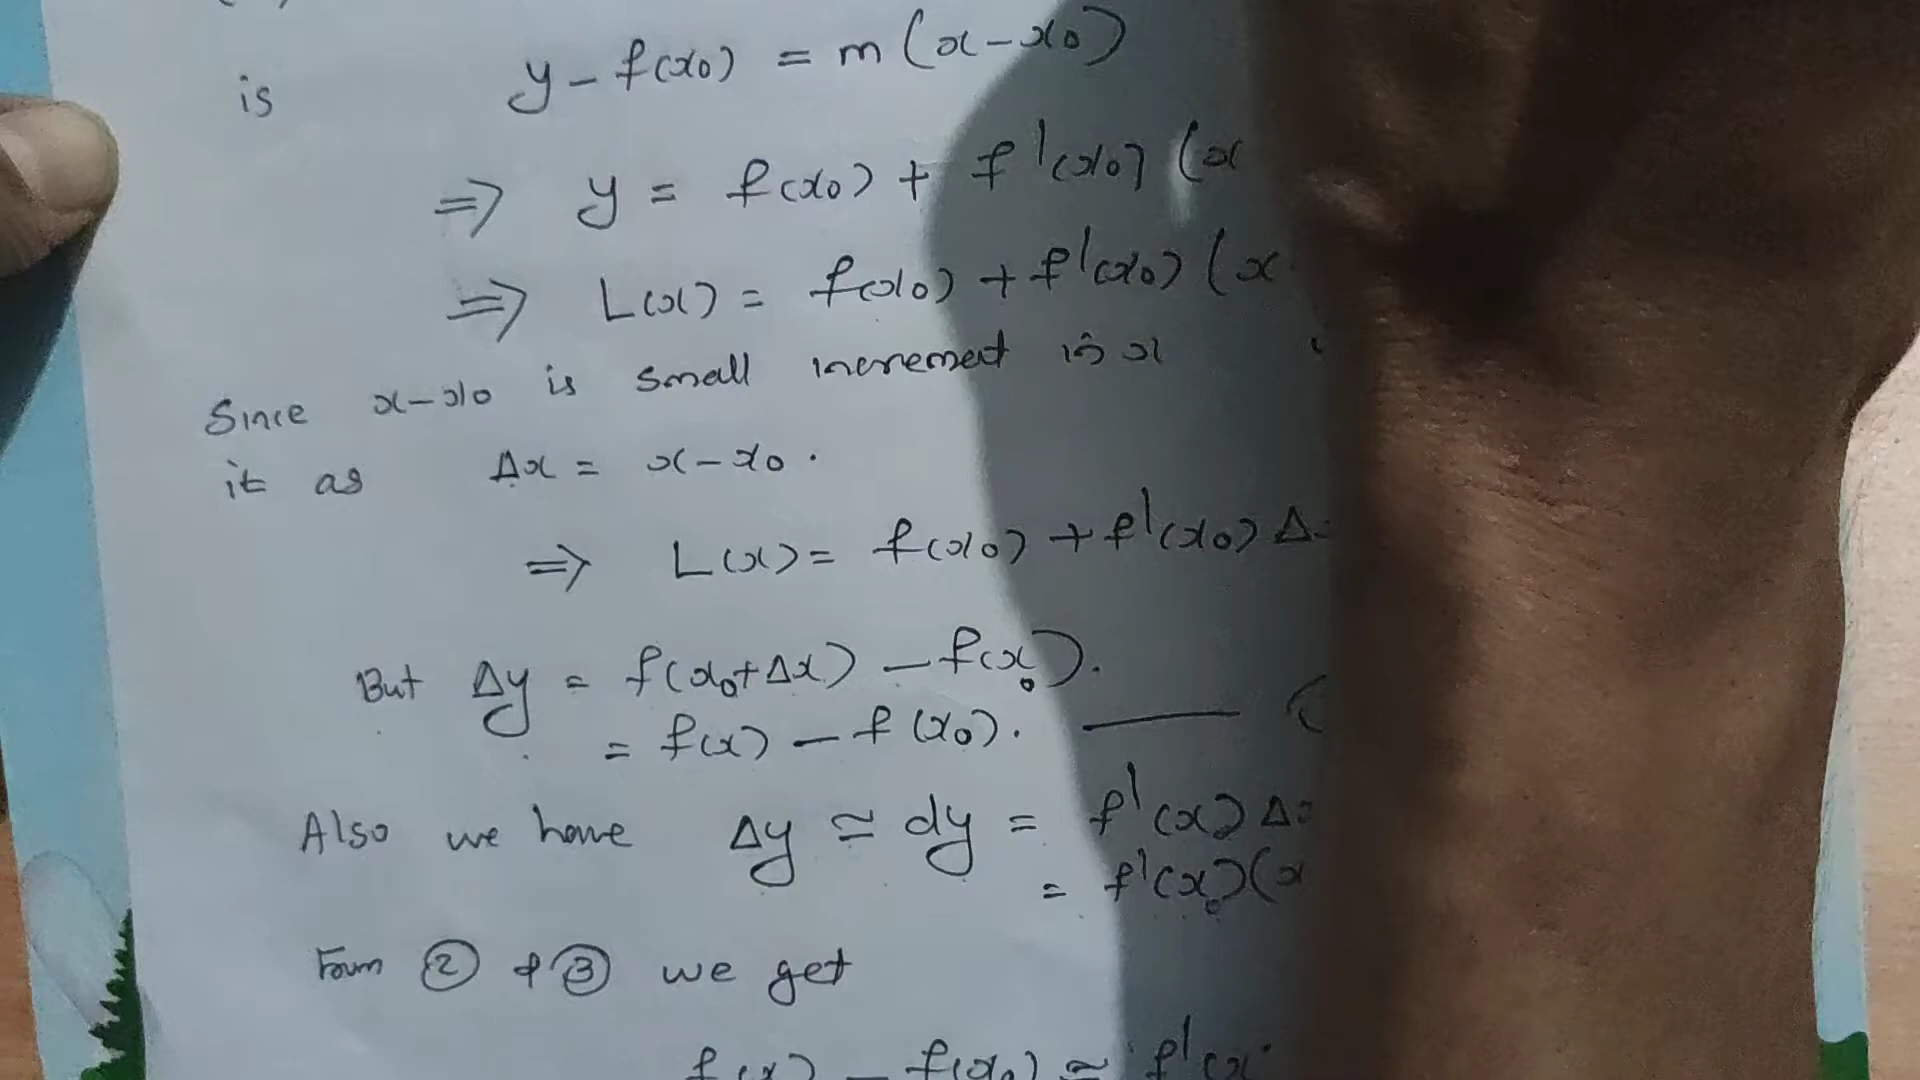 is y - f(x₀) = m (x - x₀)
⇒ y = f(x₀) + f'(x₀) (x
⇒ L(x) = f(x₀) + f'(x₀) (x
Since x-x₀ is small increment in x
it as Δx = x - x₀.
⇒ L(x) = f(x₀) + f'(x₀) Δ
But Δy = f(x₀+Δx) - f(x₀).
= f(x) - f(x₀). —— (
Also we have Δy ≃ dy = f'(x) Δ
= f'(x₀)(x
From ② & ③ we get
f(x) - f(x₀) ≃ f'(x